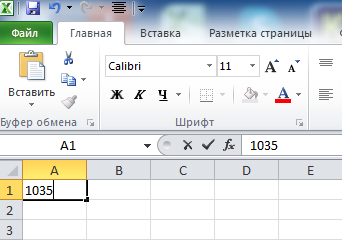 Файл Главная Вставка Разметка страницы
Вставить
Calibri 11 А А
Ж К Ч А
Буфер обмена Шрифт
A1 fx 1035
A B C D E
1 1035
2
3